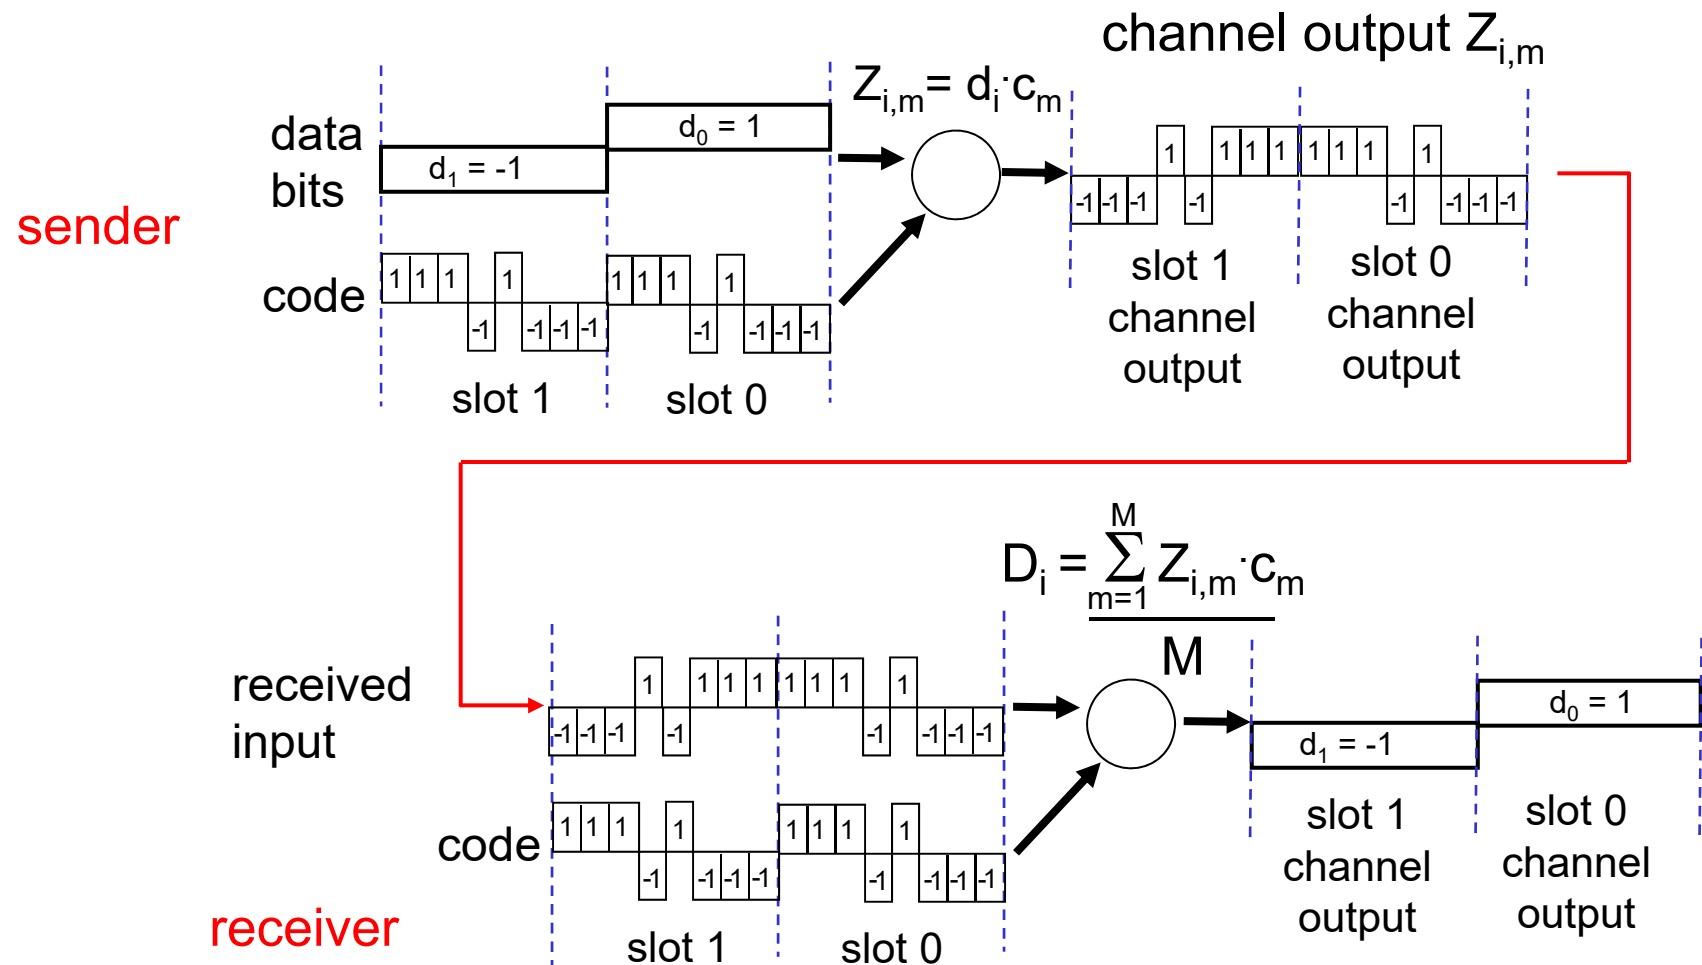 channel output Z_i,m
Z_i,m = d_i · c_m
data bits
d_1 = -1
d_0 = 1
sender
code
1 1 1 -1 1 -1 -1 -1
1 1 1 -1 1 -1 -1 -1
slot 1
slot 0
-1 -1 -1 1 -1 1 1 1
1 1 1 -1 1 -1 -1 -1
slot 1
channel
output
slot 0
channel
output
D_i = Σ_{m=1}^{M} Z_i,m · c_m
M
received
input
-1 -1 -1 1 -1 1 1 1
1 1 1 -1 1 -1 -1 -1
code
1 1 1 -1 1 -1 -1 -1
1 1 1 -1 1 -1 -1 -1
receiver
slot 1
slot 0
d_1 = -1
d_0 = 1
slot 1
channel
output
slot 0
channel
output